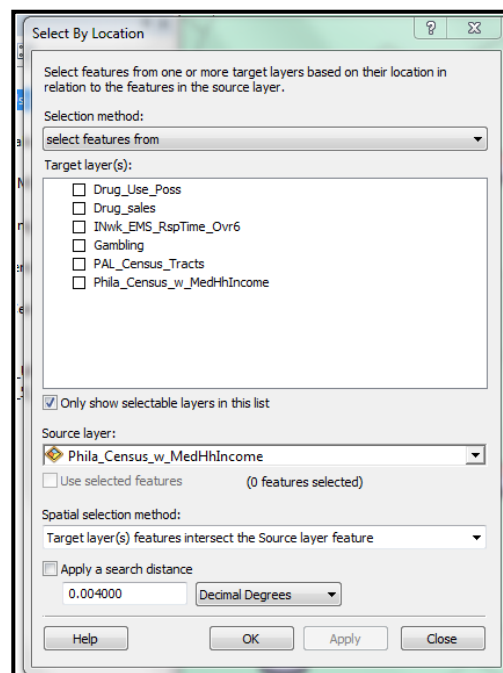 Select By Location
Select features from one or more target layers based on their location in
relation to the features in the source layer.
Selection method:
select features from
Target layer(s):
Drug_Use_Poss
Drug_sales
INwk_EMS_RspTime_Ovr6
Gambling
PAL_Census_Tracts
Phila_Census_w_MedHhIncome
Only show selectable layers in this list
Source layer:
Phila_Census_w_MedHhIncome
Use selected features (0 features selected)
Spatial selection method:
Target layer(s) features intersect the Source layer feature
Apply a search distance
0.004000 Decimal Degrees
Help OK Apply Close